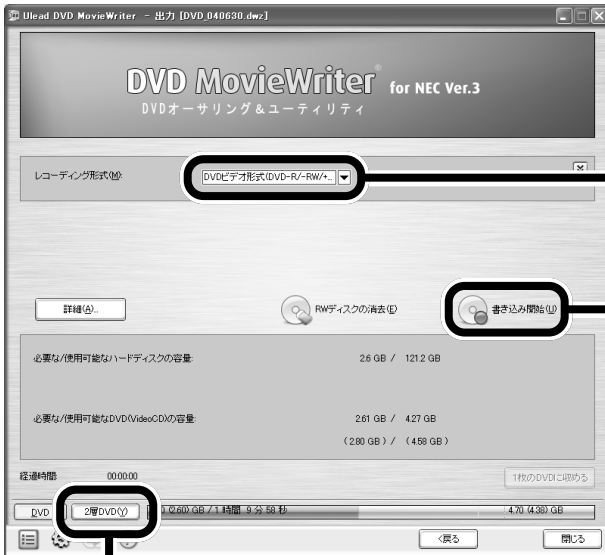 Ulead DVD MovieWriter - 出力 [DVD_040630.dwz]
DVD MovieWriter® for NEC Ver.3
DVDオーサリング&ユーティリティ
レコーディング形式(M): DVDビデオ形式(DVD-R/-RW/+...
詳細(A)... RWディスクの消去(E) 書き込み開始(U)
必要な/使用可能なハードディスクの容量: 2.6 GB / 121.2 GB
必要な/使用可能なDVD(VideoCD)の容量: 2.61 GB / 4.27 GB
(2.80 GB) / (4.58 GB)
経過時間: 00:00:00 1枚のDVDに収める
DVD 2層DVD(Y) (2.60) GB / 1 時間 9 分 58 秒 4.70 (4.38) GB
<戻る 閉じる